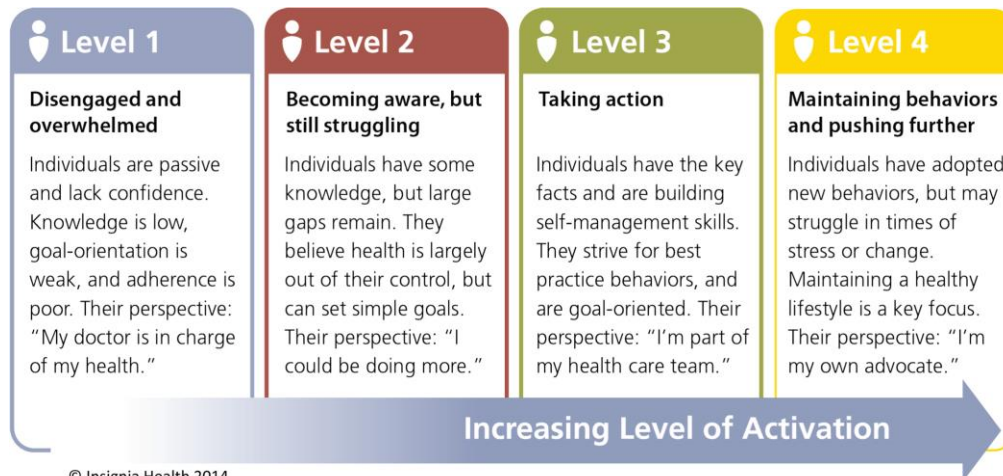 Level 1
Disengaged and
overwhelmed
Individuals are passive
and lack confidence.
Knowledge is low,
goal-orientation is
weak, and adherence is
poor. Their perspective:
“My doctor is in charge
of my health.”
Level 2
Becoming aware, but
still struggling
Individuals have some
knowledge, but large
gaps remain. They
believe health is largely
out of their control, but
can set simple goals.
Their perspective: “I
could be doing more.”
Level 3
Taking action
Individuals have the key
facts and are building
self-management skills.
They strive for best
practice behaviors, and
are goal-oriented. Their
perspective: “I’m part of
my health care team.”
Level 4
Maintaining behaviors
and pushing further
Individuals have adopted
new behaviors, but may
struggle in times of
stress or change.
Maintaining a healthy
lifestyle is a key focus.
Their perspective: “I’m
my own advocate.”
Increasing Level of Activation
© Insignia Health 2014